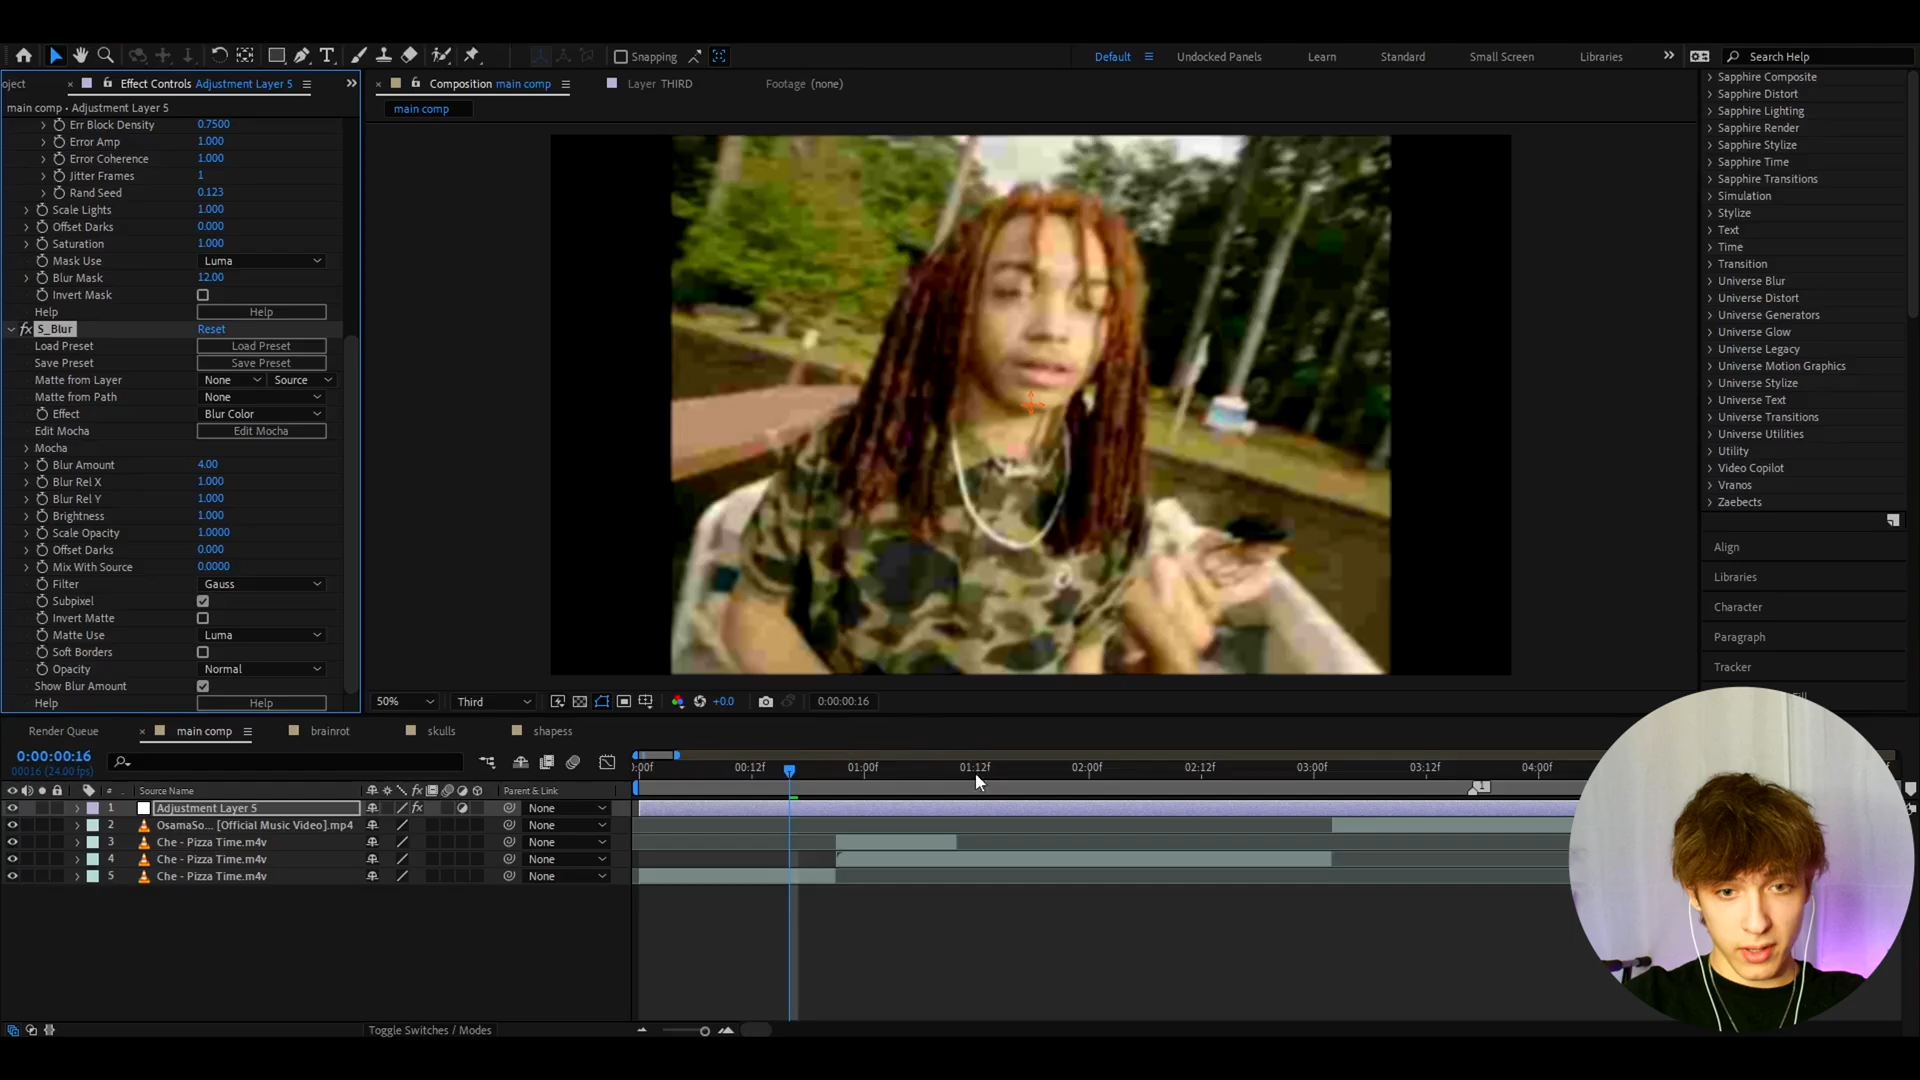 Snapping
Default
Undocked Panels
Learn
Standard
Small Screen
Libraries
Search Help
oject
Effect Controls Adjustment Layer 5
Composition main comp
Layer THIRD
Footage (none)
main comp • Adjustment Layer 5
main comp
Err Block Density 0.7500
Error Amp 1.000
Error Coherence 1.000
Jitter Frames 1
Rand Seed 0.123
Scale Lights 1.000
Offset Darks 0.000
Saturation 1.000
Mask Use Luma
Blur Mask 12.00
Invert Mask
Help Help
fx S_Blur Reset
Load Preset Load Preset
Save Preset Save Preset
Matte from Layer None Source
Matte from Path None
Effect Blur Color
Edit Mocha Edit Mocha
Mocha
Blur Amount 4.00
Blur Rel X 1.000
Blur Rel Y 1.000
Brightness 1.000
Scale Opacity 1.0000
Offset Darks 0.000
Mix With Source 0.0000
Filter Gauss
Subpixel
Invert Matte
Matte Use Luma
Soft Borders
Opacity Normal
Show Blur Amount
Help Help
50% Third +0.0 0:00:00:16
Sapphire Composite
Sapphire Distort
Sapphire Lighting
Sapphire Render
Sapphire Stylize
Sapphire Time
Sapphire Transitions
Simulation
Stylize
Text
Time
Transition
Universe Blur
Universe Distort
Universe Generators
Universe Glow
Universe Legacy
Universe Motion Graphics
Universe Stylize
Universe Text
Universe Transitions
Universe Utilities
Utility
Video Copilot
Vranos
Zaebects
Align
Libraries
Character
Paragraph
Tracker
Render Queue
main comp
brainrot
skulls
shapess
0:00:00:16
00016 (24.00 fps)
:00f 00:12f 01:00f 01:12f 02:00f 02:12f 03:00f 03:12f 04:00f
# Source Name fx Parent & Link
1
1 Adjustment Layer 5 fx None
2 OsamaSo... [Official Music Video].mp4 None
3 Che - Pizza Time.m4v None
4 Che - Pizza Time.m4v None
5 Che - Pizza Time.m4v None
Toggle Switches / Modes